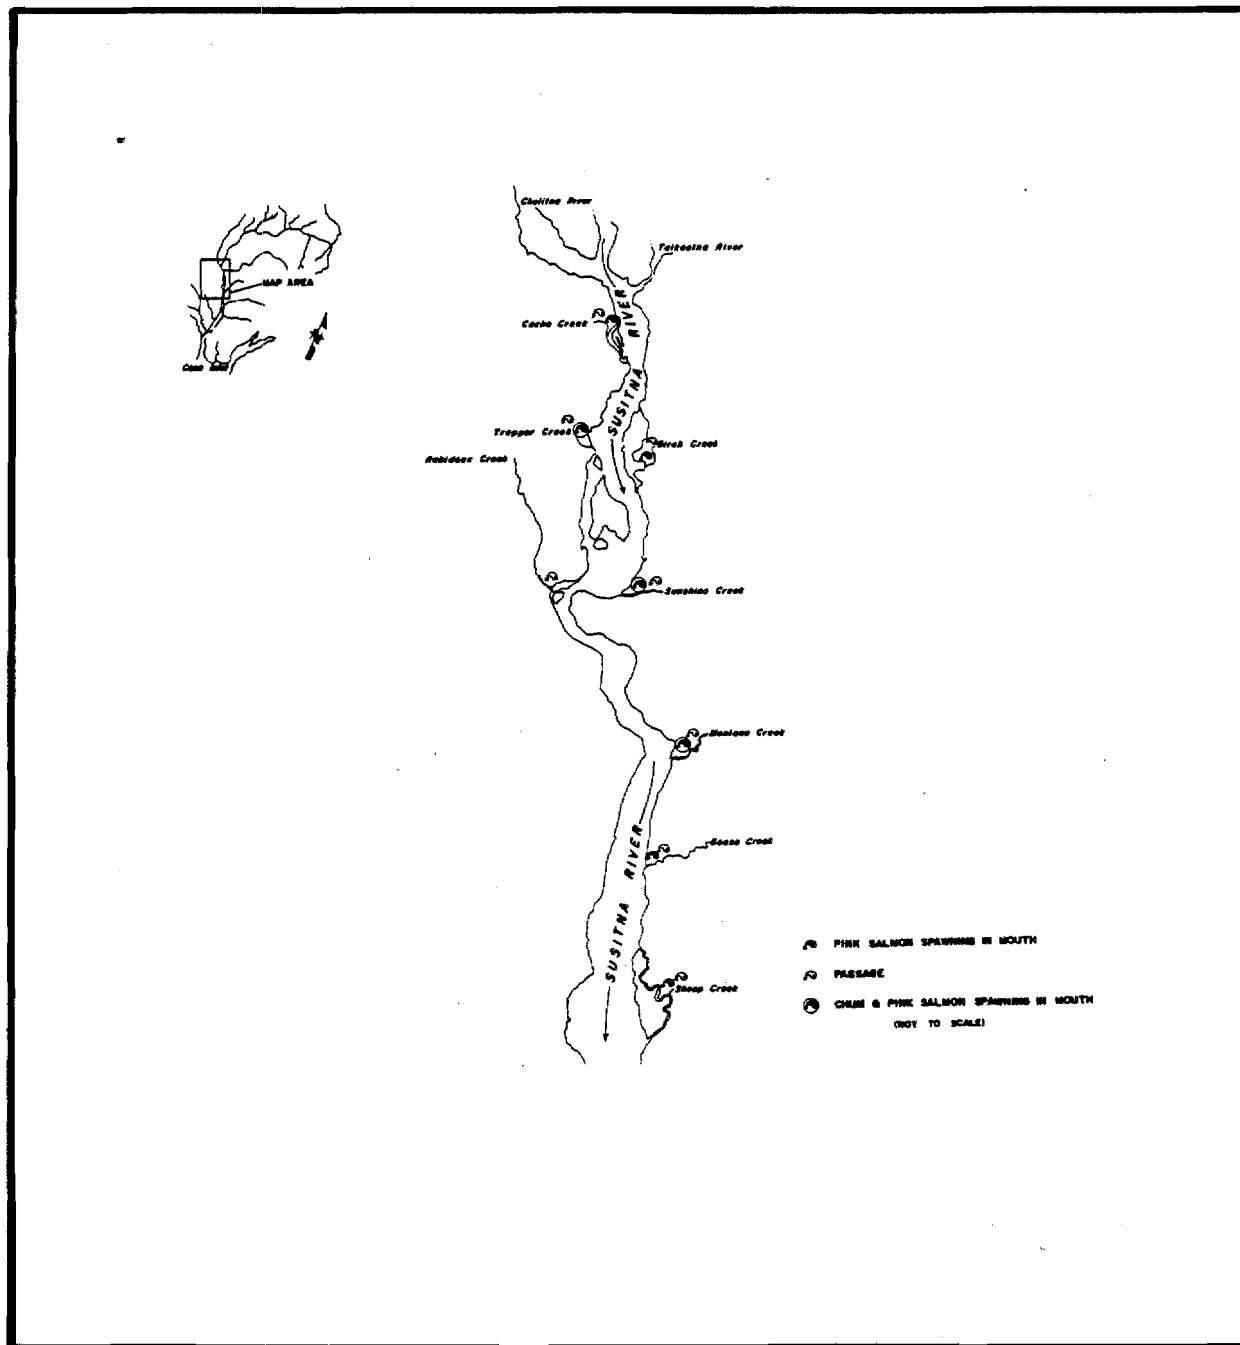 Chulitna River
Talkeetna River
MAP AREA
Cook Inlet
RIVER
Cache Creek
SUSITNA
Trapper Creek
Birch Creek
Rabideux Creek
Sunshine Creek
Montana Creek
SUSITNA RIVER
Goose Creek
Sheep Creek
PINK SALMON SPAWNING IN MOUTH
PASSAGE
CHUM & PINK SALMON SPAWNING IN MOUTH
(NOT TO SCALE)